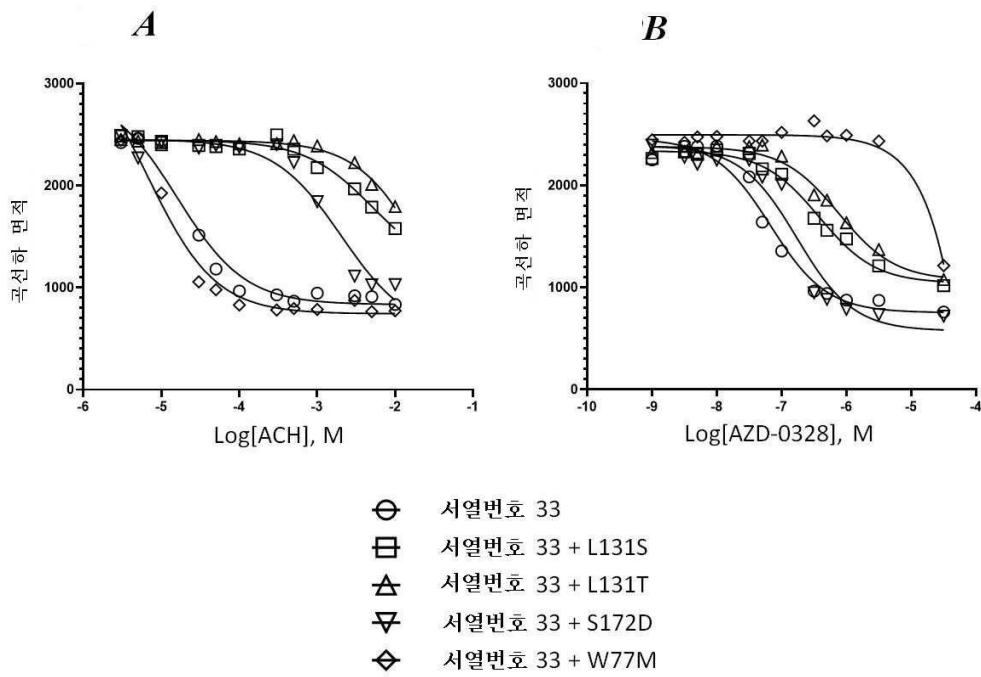 A
B
3000
2000
1000
0
곡선하 면적
-6
-5
-4
-3
-2
-1
Log[ACH], M
3000
2000
1000
0
곡선하 면적
-10
-9
-8
-7
-6
-5
-4
Log[AZD-0328], M
서열번호 33
서열번호 33 + L131S
서열번호 33 + L131T
서열번호 33 + S172D
서열번호 33 + W77M